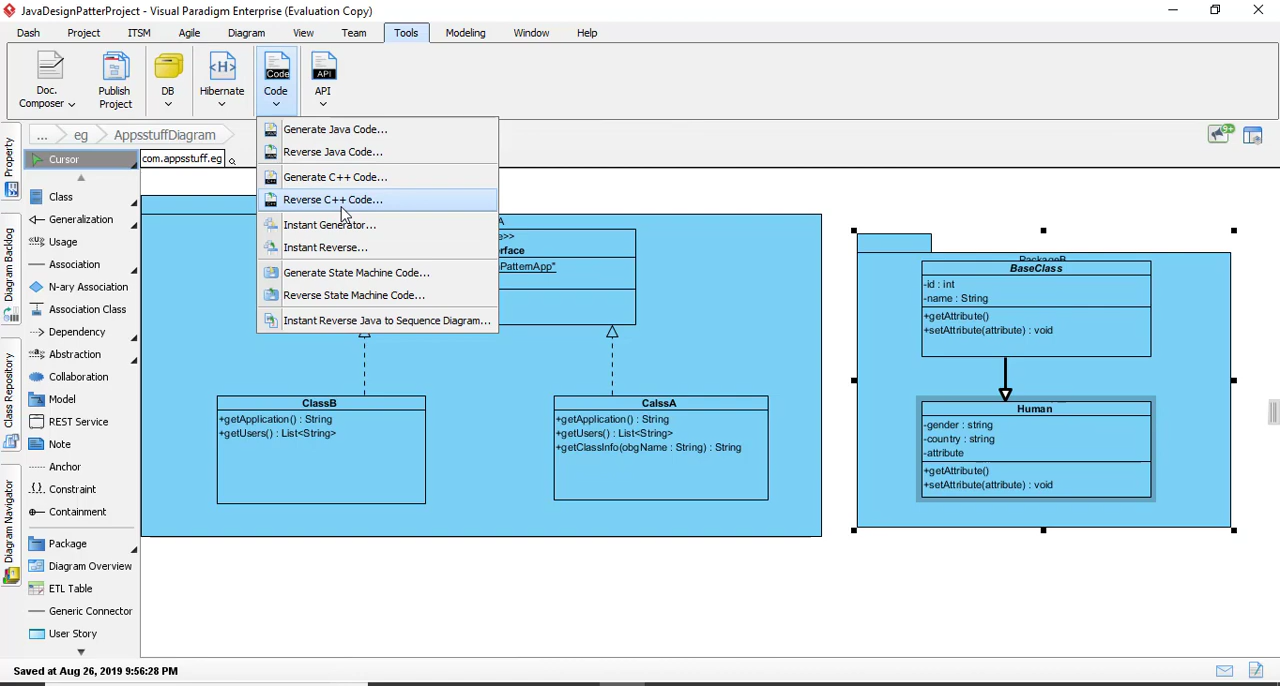 JavaDesignPatterProject - Visual Paradigm Enterprise (Evaluation Copy)
Dash Project ITSM Agile Diagram View Team Tools Modeling Window Help
Doc. Composer
Publish Project
DB
Hibernate
<H>
Code
Code
API
API
... eg AppsstuffDiagram
9+
Property
Diagram Backlog
Class Repository
Diagram Navigator
Cursor
Class
Generalization
Usage
Association
N-ary Association
Association Class
Dependency
Abstraction
Collaboration
Model
REST Service
Note
Anchor
Constraint
Containment
Package
Diagram Overview
ETL Table
Generic Connector
User Story
com.appsstuff.eg
Generate Java Code...
Reverse Java Code...
Generate C++ Code...
Reverse C++ Code...
Instant Generator...
Instant Reverse...
Generate State Machine Code...
Reverse State Machine Code...
Instant Reverse Java to Sequence Diagram...
A
e>>
rface
PatternApp"
ClassB
+getApplication() : String
+getUsers() : List<String>
CalssA
+getApplication() : String
+getUsers() : List<String>
+getClassInfo(obgName : String) : String
PackageB
BaseClass
-id : int
-name : String
+getAttribute()
+setAttribute(attribute) : void
Human
-gender : string
-country : string
-attribute
+getAttribute()
+setAttribute(attribute) : void
Saved at Aug 26, 2019 9:56:28 PM